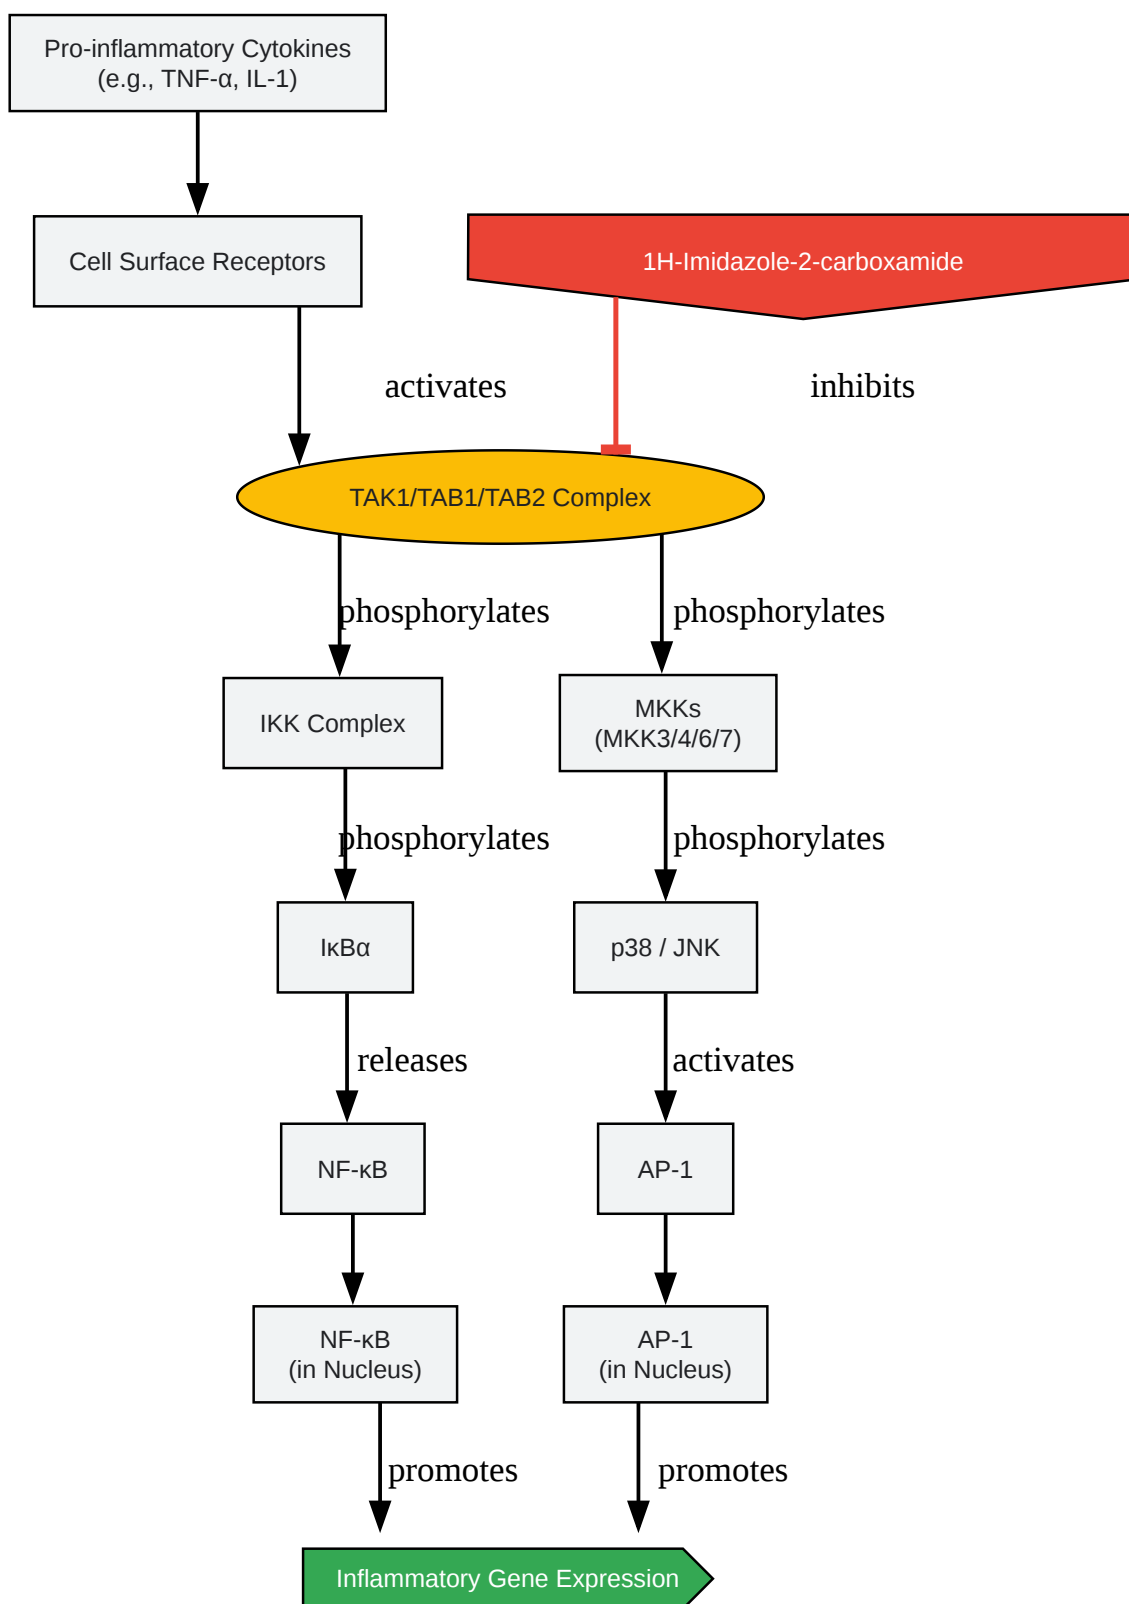 Pro-inflammatory Cytokines
(e.g., TNF-α, IL-1)
Cell Surface Receptors
1H-Imidazole-2-carboxamide
activates
inhibits
TAK1/TAB1/TAB2 Complex
phosphorylates
phosphorylates
IKK Complex
MKKs
(MKK3/4/6/7)
phosphorylates
phosphorylates
IκBα
p38 / JNK
releases
activates
NF-κB
AP-1
NF-κB
(in Nucleus)
AP-1
(in Nucleus)
promotes
promotes
Inflammatory Gene Expression